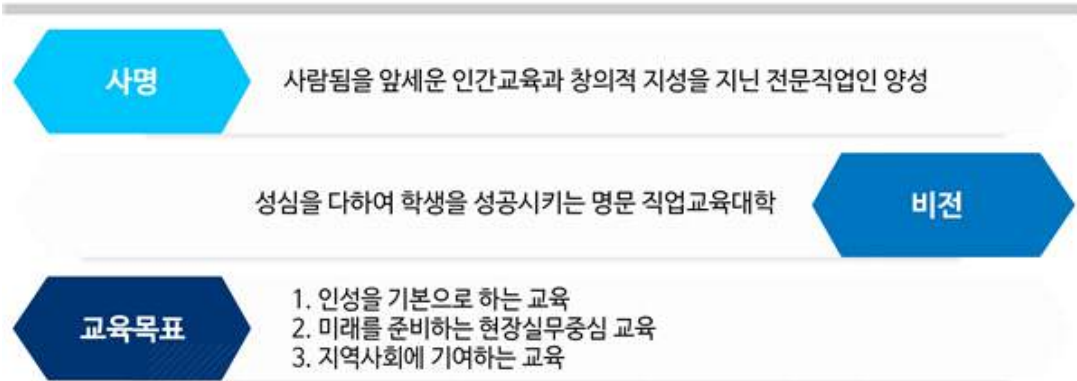 사명
사람됨을 앞세운 인간교육과 창의적 지성을 지닌 전문직업인 양성
성심을 다하여 학생을 성공시키는 명문 직업교육대학
비전
교육목표
1. 인성을 기본으로 하는 교육
2. 미래를 준비하는 현장실무중심 교육
3. 지역사회에 기여하는 교육